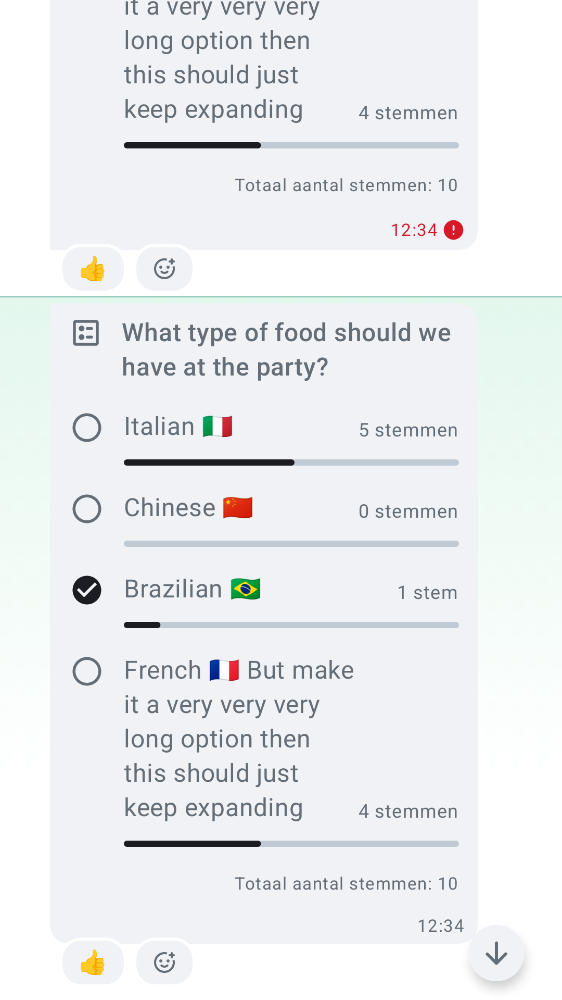 it a very very very
long option then
this should just
keep expanding
4 stemmen
Totaal aantal stemmen: 10
12:34
What type of food should we
have at the party?
Italian 🇮🇹
5 stemmen
Chinese 🇨🇳
0 stemmen
Brazilian 🇧🇷
1 stem
French 🇫🇷 But make
it a very very very
long option then
this should just
keep expanding
4 stemmen
Totaal aantal stemmen: 10
12:34